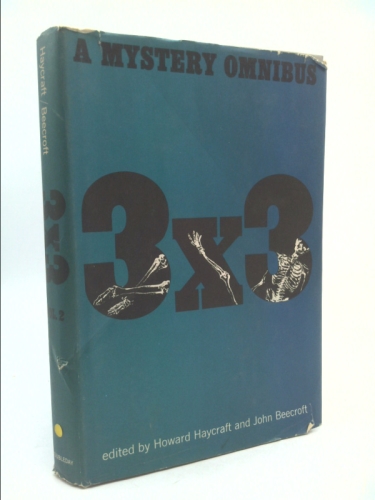 A MYSTERY OMNIBUS
3x3
edited by Howard Haycraft and John Beecroft
Haycraft / Beecroft
3x3